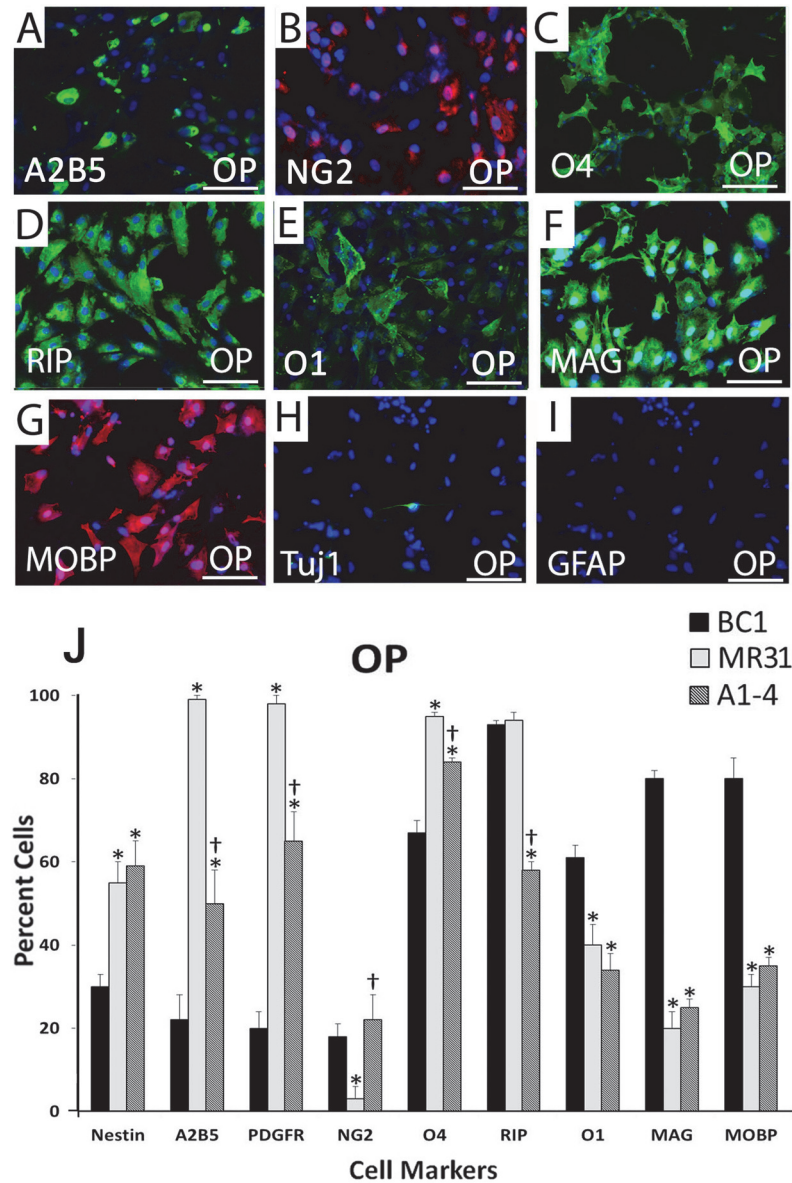 A
A2B5
OP
B
NG2
OP
C
O4
OP
D
RIP
OP
E
O1
OP
F
MAG
OP
G
MOBP
OP
H
Tuj1
OP
I
GFAP
OP
J
OP
BC1
MR31
A1-4
Percent Cells
100
80
60
40
20
0
* * * * † * * † * * † * † * † * * * * * * *
Nestin A2B5 PDGFR NG2 O4 RIP O1 MAG MOBP
Cell Markers